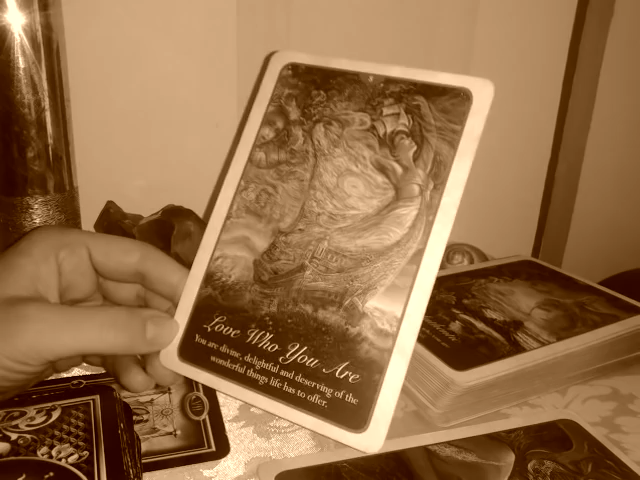 Love Who You Are
You are divine, delightful and deserving of the
wonderful things life has to offer.